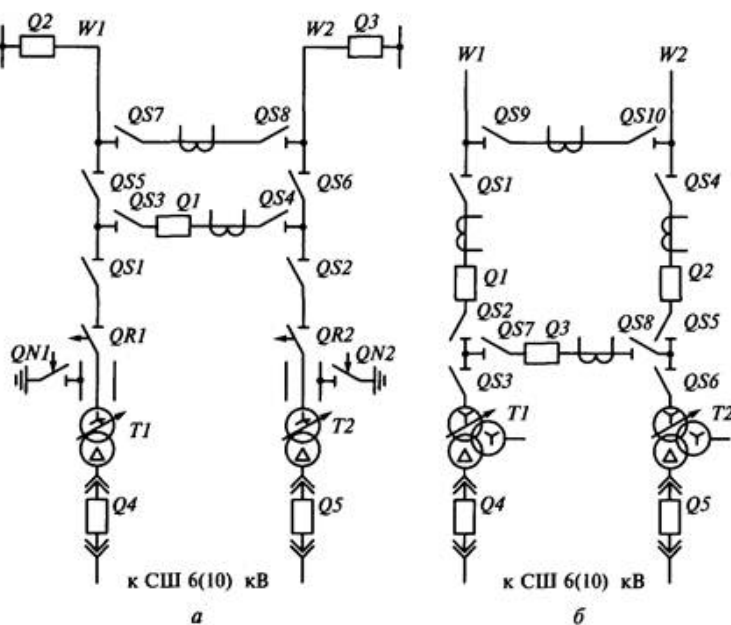 Q2 W1 W2 Q3
W1 W2
QS7 QS8
QS9 QS10
QS5 QS6
QS3 Q1 QS4
QS1 QS4
QS1 QS2
Q1 Q2
QR1 QR2
QS2 QS7 Q3 QS8 QS5
QN1 QN2
QS3 QS6
T1 T2
T1 T2
Q4 Q5
Q4 Q5
к СШ 6(10) кВ
к СШ 6(10) кВ
а
б